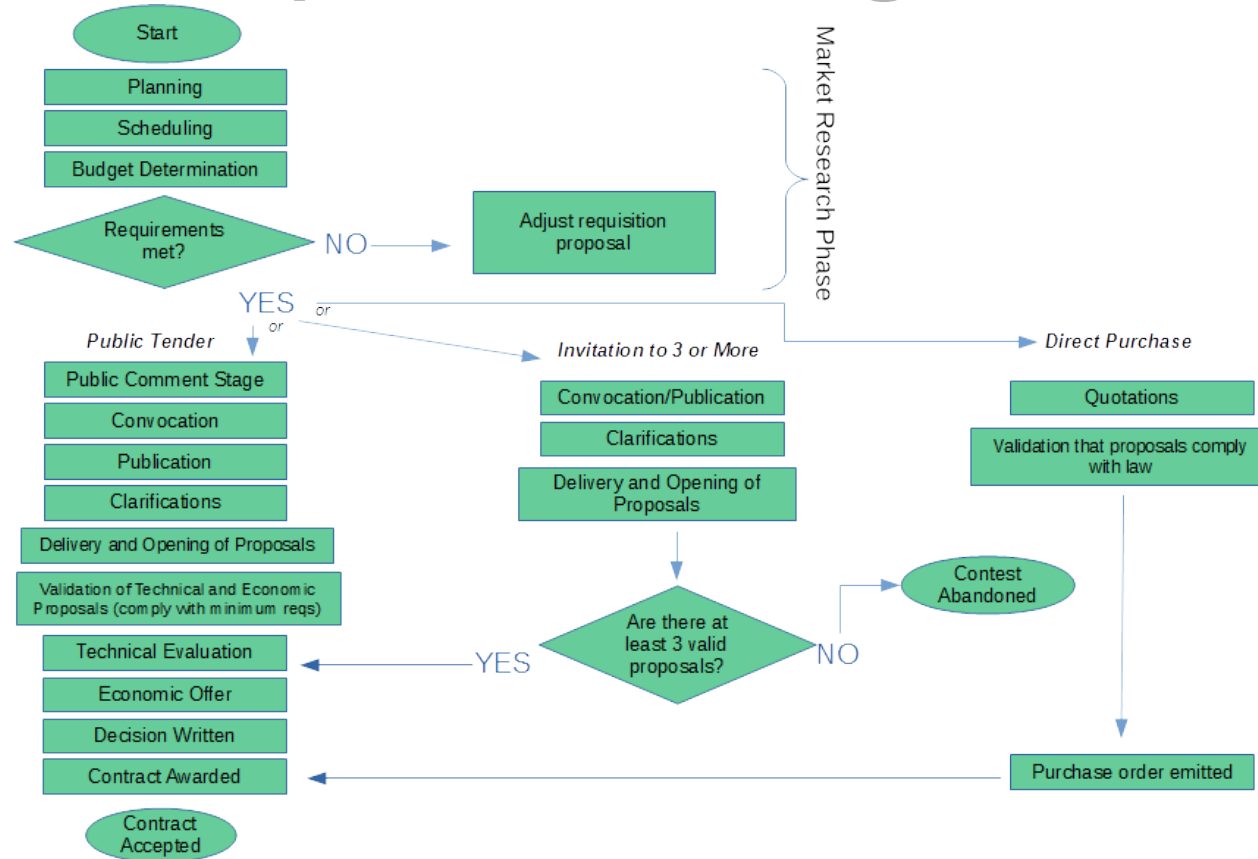 Start
Planning
Scheduling
Budget Determination
Market Research Phase
Requirements
met?
NO
Adjust requisition
proposal
YES
or
or
Public Tender
Invitation to 3 or More
Direct Purchase
Public Comment Stage
Convocation
Publication
Clarifications
Delivery and Opening of Proposals
Validation of Technical and Economic
Proposals (comply with minimum reqs)
Technical Evaluation
Economic Offer
Decision Written
Contract Awarded
Contract
Accepted
Convocation/Publication
Clarifications
Delivery and Opening of
Proposals
Are there at
least 3 valid
proposals?
YES
NO
Contest
Abandoned
Quotations
Validation that proposals comply
with law
Purchase order emitted